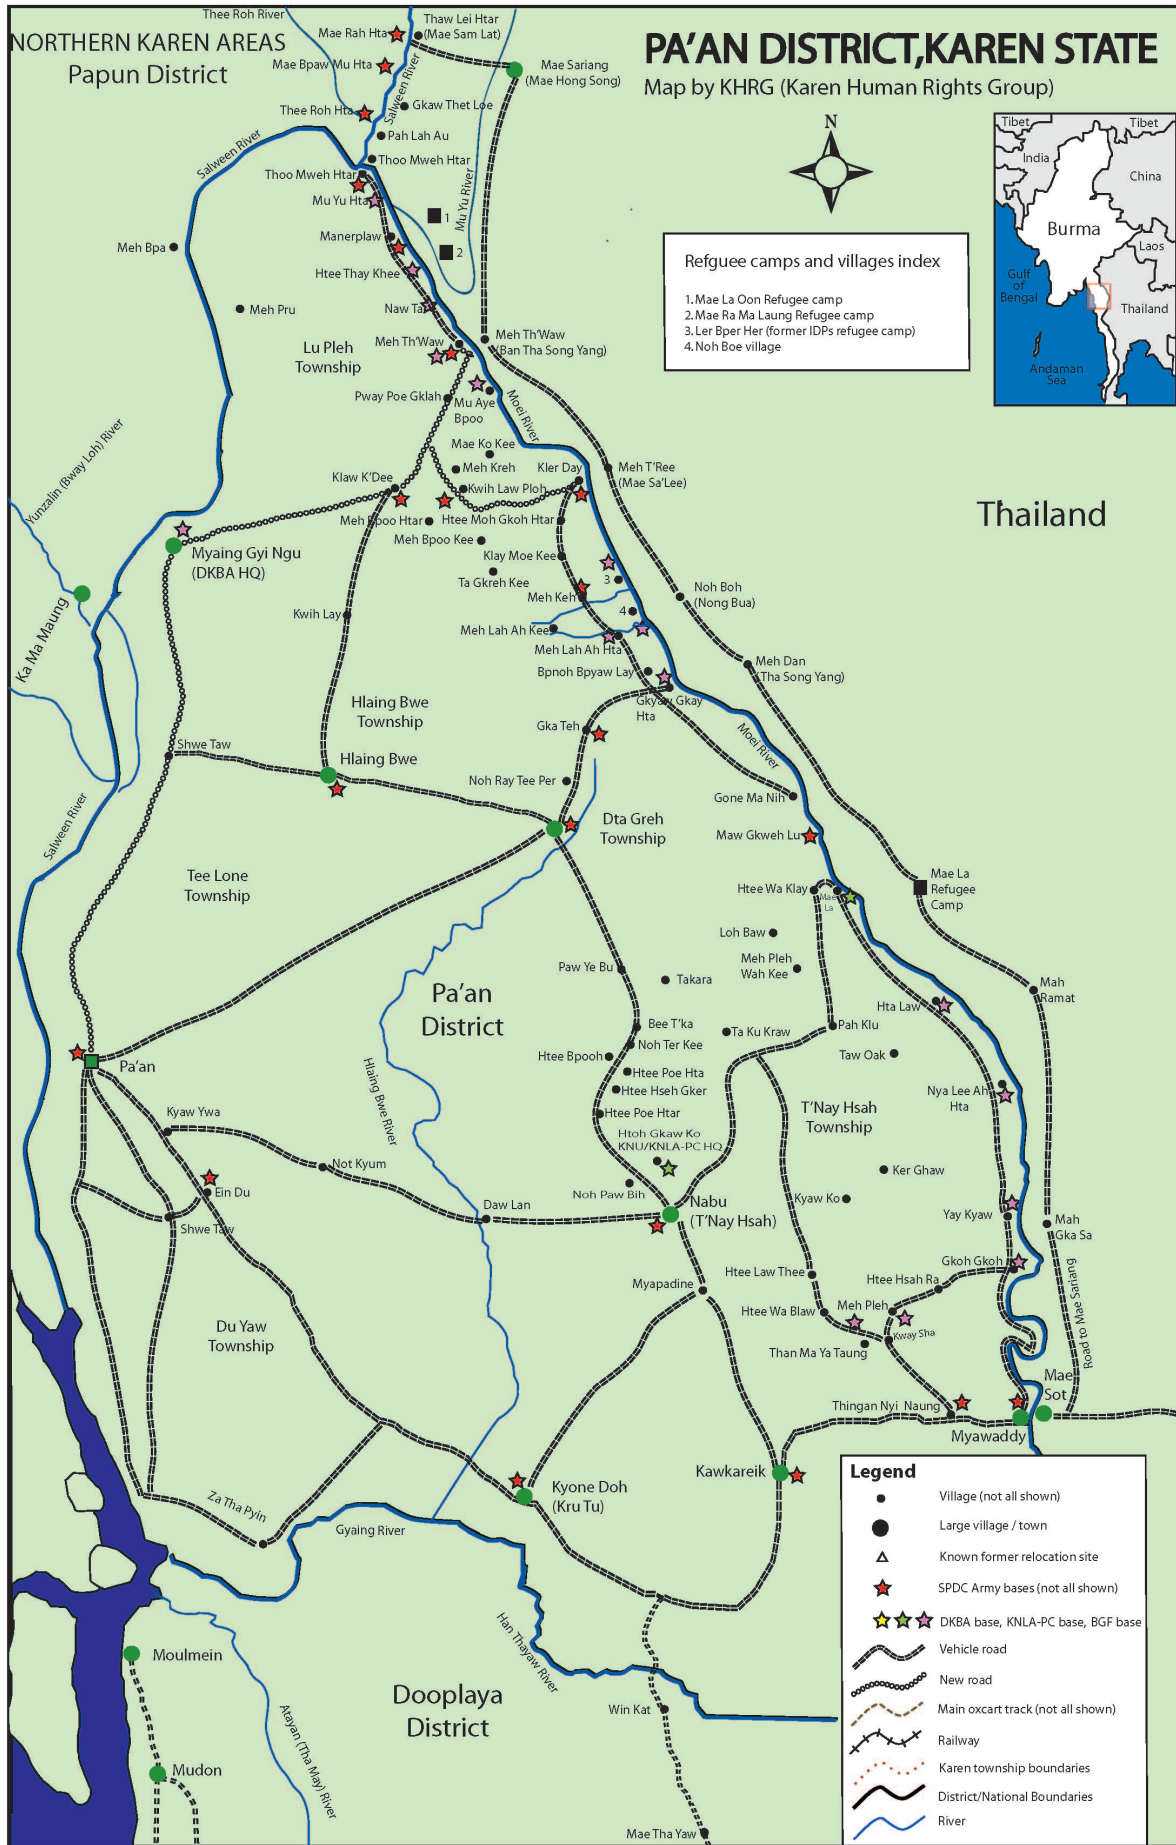 Thee Roh River
NORTHERN KAREN AREAS
Papun District
PA'AN DISTRICT,KAREN STATE
Map by KHRG (Karen Human Rights Group)
Mae Rah Hta
Thaw Lei Htar
(Mae Sam Lat)
Mae Bpaw Mu Hta
Salween River
Mae Sariang
(Mae Hong Song)
Thee Roh Hta
Gkaw Thet Loe
Pah Lah Au
Salween River
Thoo Mweh Htar
Thoo Mweh Htar
Mu Yu Hta
Mu Yu River
1
2
Manerplaw
Meh Bpa
Htee Thay Khee
Meh Pru
Naw Ta
N
Tibet
Tibet
India
China
Burma
Laos
Gulf
of
Bengal
Thailand
Andaman
Sea
Refguee camps and villages index
1.Mae La Oon Refugee camp
2.Mae Ra Ma Laung Refugee camp
3.Ler Bper Her (former IDPs refugee camp)
4.Noh Boe village
Lu Pleh
Township
Meh Th'Waw
Meh Th'Waw
(Ban Tha Song Yang)
Pway Poe Gklah
Mu Aye
Bpoo
Moei River
Mae Ko Kee
Meh Kreh
Kler Day
Meh T'Ree
(Mae Sa'Lee)
Klaw K'Dee
Kwih Law Ploh
Yunzalin (Bway Loh) River
Meh Bpoo Htar
Htee Moh Gkoh Htar
Thailand
Myaing Gyi Ngu
(DKBA HQ)
Meh Bpoo Kee
Klay Moe Kee
Ta Gkreh Kee
3
Meh Keh
Noh Boh
(Nong Bua)
Ka Ma Maung
Kwih Lay
4
Meh Lah Ah Kee
Meh Lah Ah Hta
Bpnoh Bpyaw Lay
Meh Dan
(Tha Song Yang)
Hlaing Bwe
Township
Gkyaw Gkay
Hta
Gka Teh
Moei River
Shwe Taw
Hlaing Bwe
Noh Ray Tee Per
Gone Ma Nih
Salween River
Dta Greh
Township
Maw Gkweh Lu
Tee Lone
Township
Htee Wa Klay
Mae
La
Mae La
Refugee
Camp
Loh Baw
Paw Ye Bu
Meh Pleh
Wah Kee
Takara
Mah
Ramat
Pa'an
District
Hta Law
Bee T'ka
Ta Ku Kraw
Pah Klu
Noh Ter Kee
Htee Bpooh
Taw Oak
Pa'an
Htee Poe Hta
Htee Hseh Gker
Nya Lee Ah
Hta
Hlaing Bwe River
Htee Poe Htar
T'Nay Hsah
Township
Kyaw Ywa
Htoh Gkaw Ko
KNU/KNLA-PC HQ
Not Kyum
Ker Ghaw
Ein Du
Noh Paw Bih
Kyaw Ko
Daw Lan
Nabu
(T'Nay Hsah)
Shwe Taw
Yay Kyaw
Mah
Gka Sa
Gkoh Gkoh
Htee Law Thee
Htee Hsah Ra
Myapadine
Road to Mae Sariang
Htee Wa Blaw
Meh Pleh
Kway Sha
Du Yaw
Township
Than Ma Ya Taung
Mae
Sot
Thingan Nyi Naung
Myawaddy
Kawkareik
Kyone Doh
(Kru Tu)
Za Tha Pyin
Gyaing River
Han Thayaw River
Moulmein
Dooplaya
District
Win Kat
Atayan (Tha May) River
Mudon
Mae Tha Yaw
Legend
Village (not all shown)
Large village / town
Known former relocation site
SPDC Army bases (not all shown)
DKBA base, KNLA-PC base, BGF base
Vehicle road
New road
Main oxcart track (not all shown)
Railway
Karen township boundaries
District/National Boundaries
River